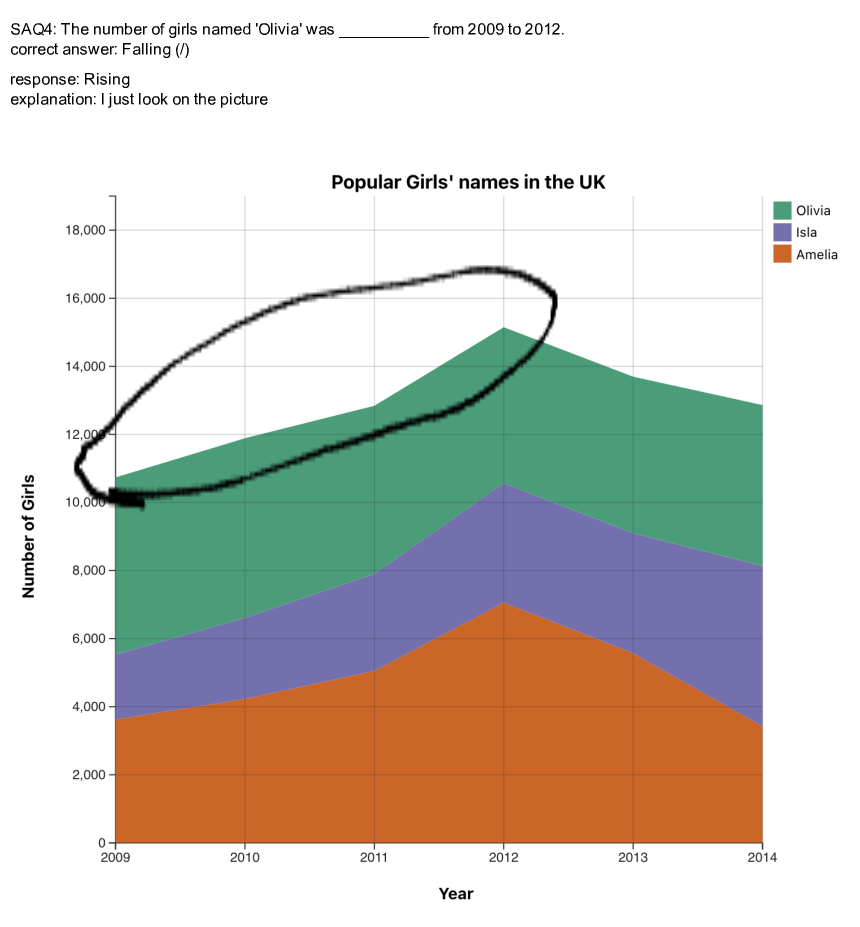 SAQ4: The number of girls named 'Olivia' was ___________ from 2009 to 2012.
correct answer: Falling (/)
response: Rising
explanation: I just look on the picture
Popular Girls' names in the UK
Olivia
Isla
Amelia
18,000
16,000
14,000
12,000
10,000
8,000
6,000
4,000
2,000
0
Number of Girls
2009 2010 2011 2012 2013 2014
Year